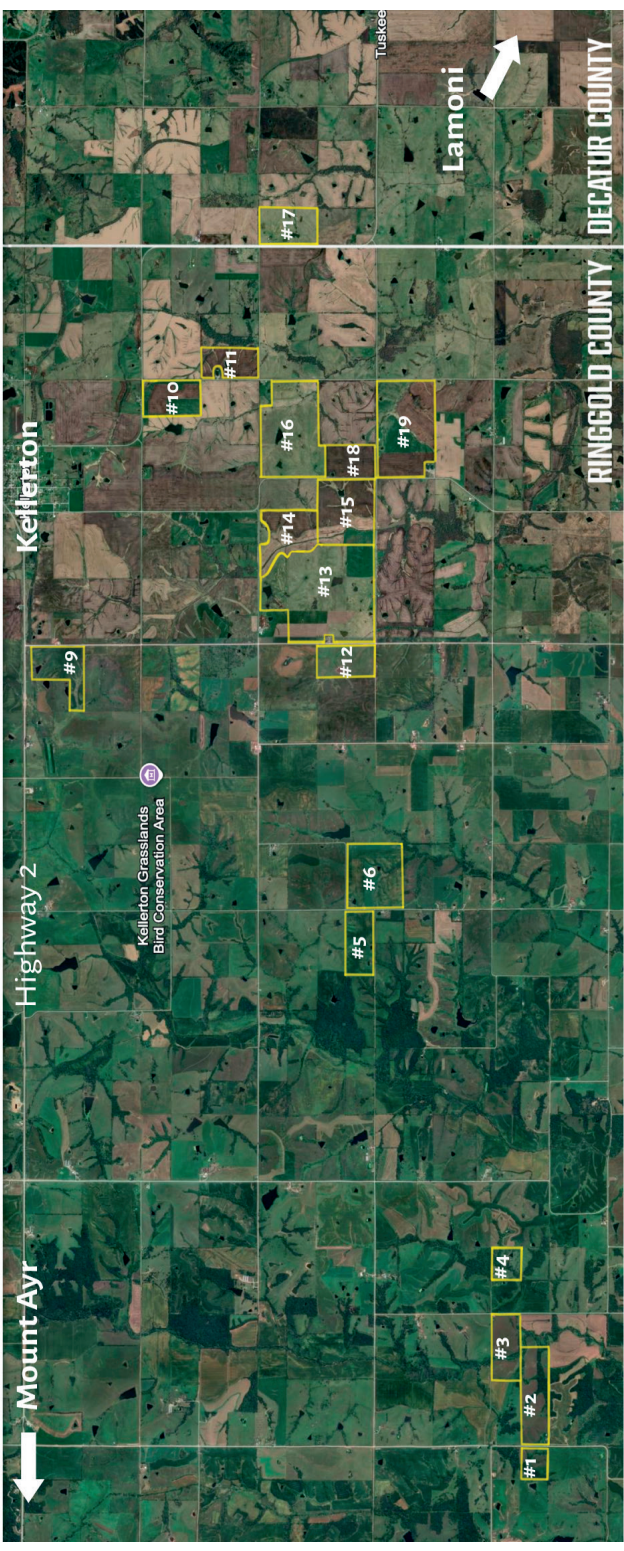 Mount Ayr
Highway 2
Kellerton
Kellerton Grasslands
Bird Conservation Area
Tuskee
Lamoni
#1
#2
#3
#4
#5
#6
#9
#10
#11
#12
#13
#14
#15
#16
#17
#18
#19
RINGGOLD COUNTY
DECATUR COUNTY